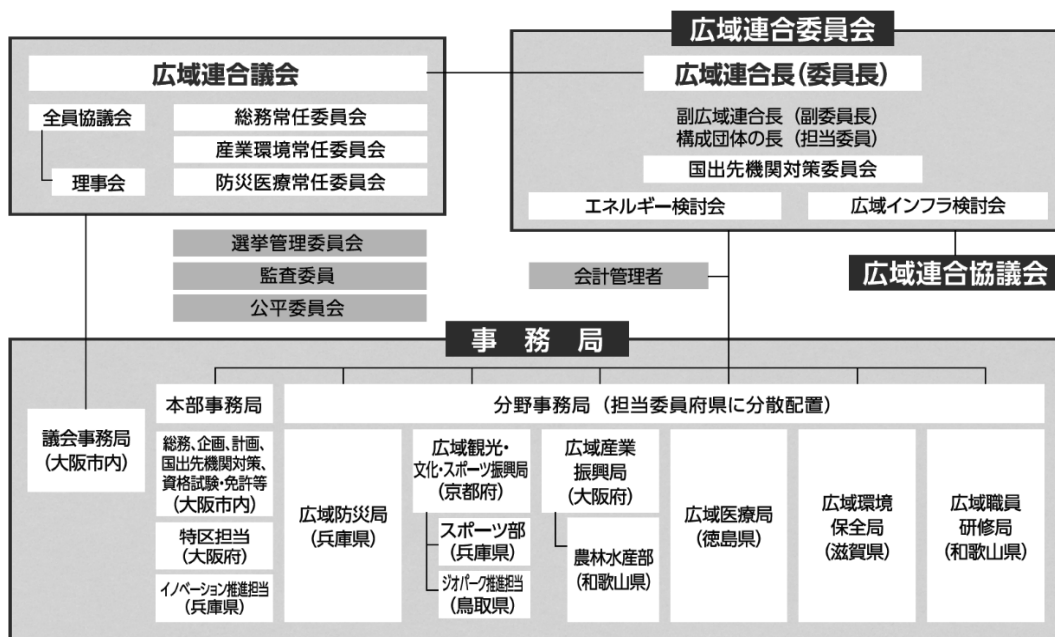 広域連合議会
全員協議会
理事会
総務常任委員会
産業環境常任委員会
防災医療常任委員会
広域連合委員会
広域連合長(委員長)
副広域連合長(副委員長)
構成団体の長(担当委員)
国出先機関対策委員会
エネルギー検討会
広域インフラ検討会
選挙管理委員会
監査委員
公平委員会
会計管理者
広域連合協議会
事務局
議会事務局
(大阪市内)
本部事務局
総務、企画、計画、
国出先機関対策、
資格試験・免許等
(大阪市内)
特区担当
(大阪府)
イノベーション推進担当
(兵庫県)
分野事務局(担当委員府県に分散配置)
広域防災局
(兵庫県)
広域観光・
文化・スポーツ振興局
(京都府)
スポーツ部
(兵庫県)
ジオパーク推進担当
(鳥取県)
広域産業
振興局
(大阪府)
農林水産部
(和歌山県)
広域医療局
(徳島県)
広域環境
保全局
(滋賀県)
広域職員
研修局
(和歌山県)